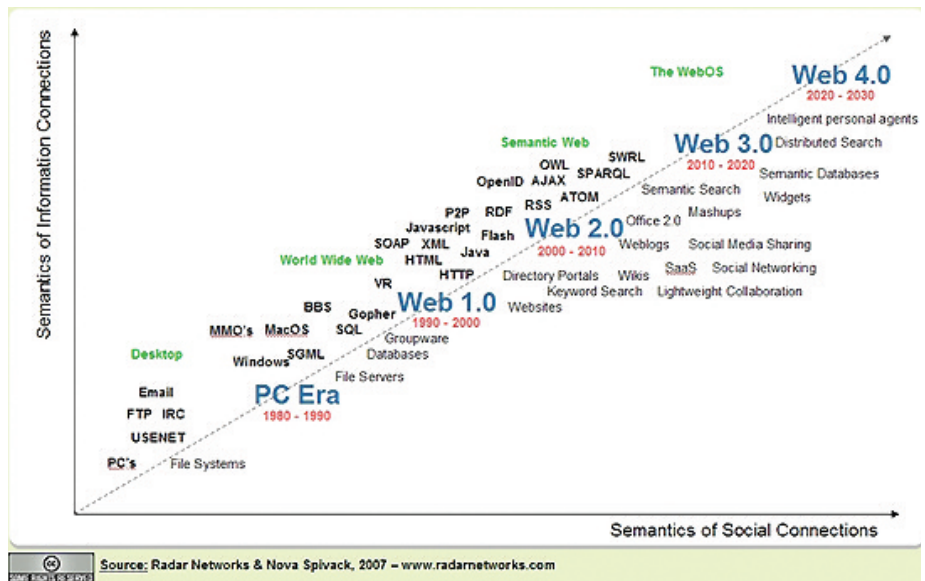 Semantics of Information Connections
The WebOS
Web 4.0
2020 - 2030
Intelligent personal agents
Semantic Web
Web 3.0
Distributed Search
2010 - 2020
SWRL
OWL
SPARQL
Semantic Databases
OpenID
AJAX
Semantic Search
ATOM
Widgets
RSS
P2P
RDF
Mashups
Office 2.0
Javascript
Web 2.0
Flash
SOAP
XML
2000 - 2010
Weblogs
Social Media Sharing
Java
World Wide Web
HTML
HTTP
Directory Portals
Wikis
SaaS
Social Networking
VR
Keyword Search
Lightweight Collaboration
Web 1.0
BBS
Websites
Gopher
1990 - 2000
MMO's
MacOS
SQL
Groupware
Desktop
SGML
Databases
Windows
File Servers
Email
PC Era
FTP
IRC
1980 - 1990
USENET
PC's
File Systems
Semantics of Social Connections
cc
SOME RIGHTS RESERVED
Source: Radar Networks & Nova Spivack, 2007 – www.radarnetworks.com